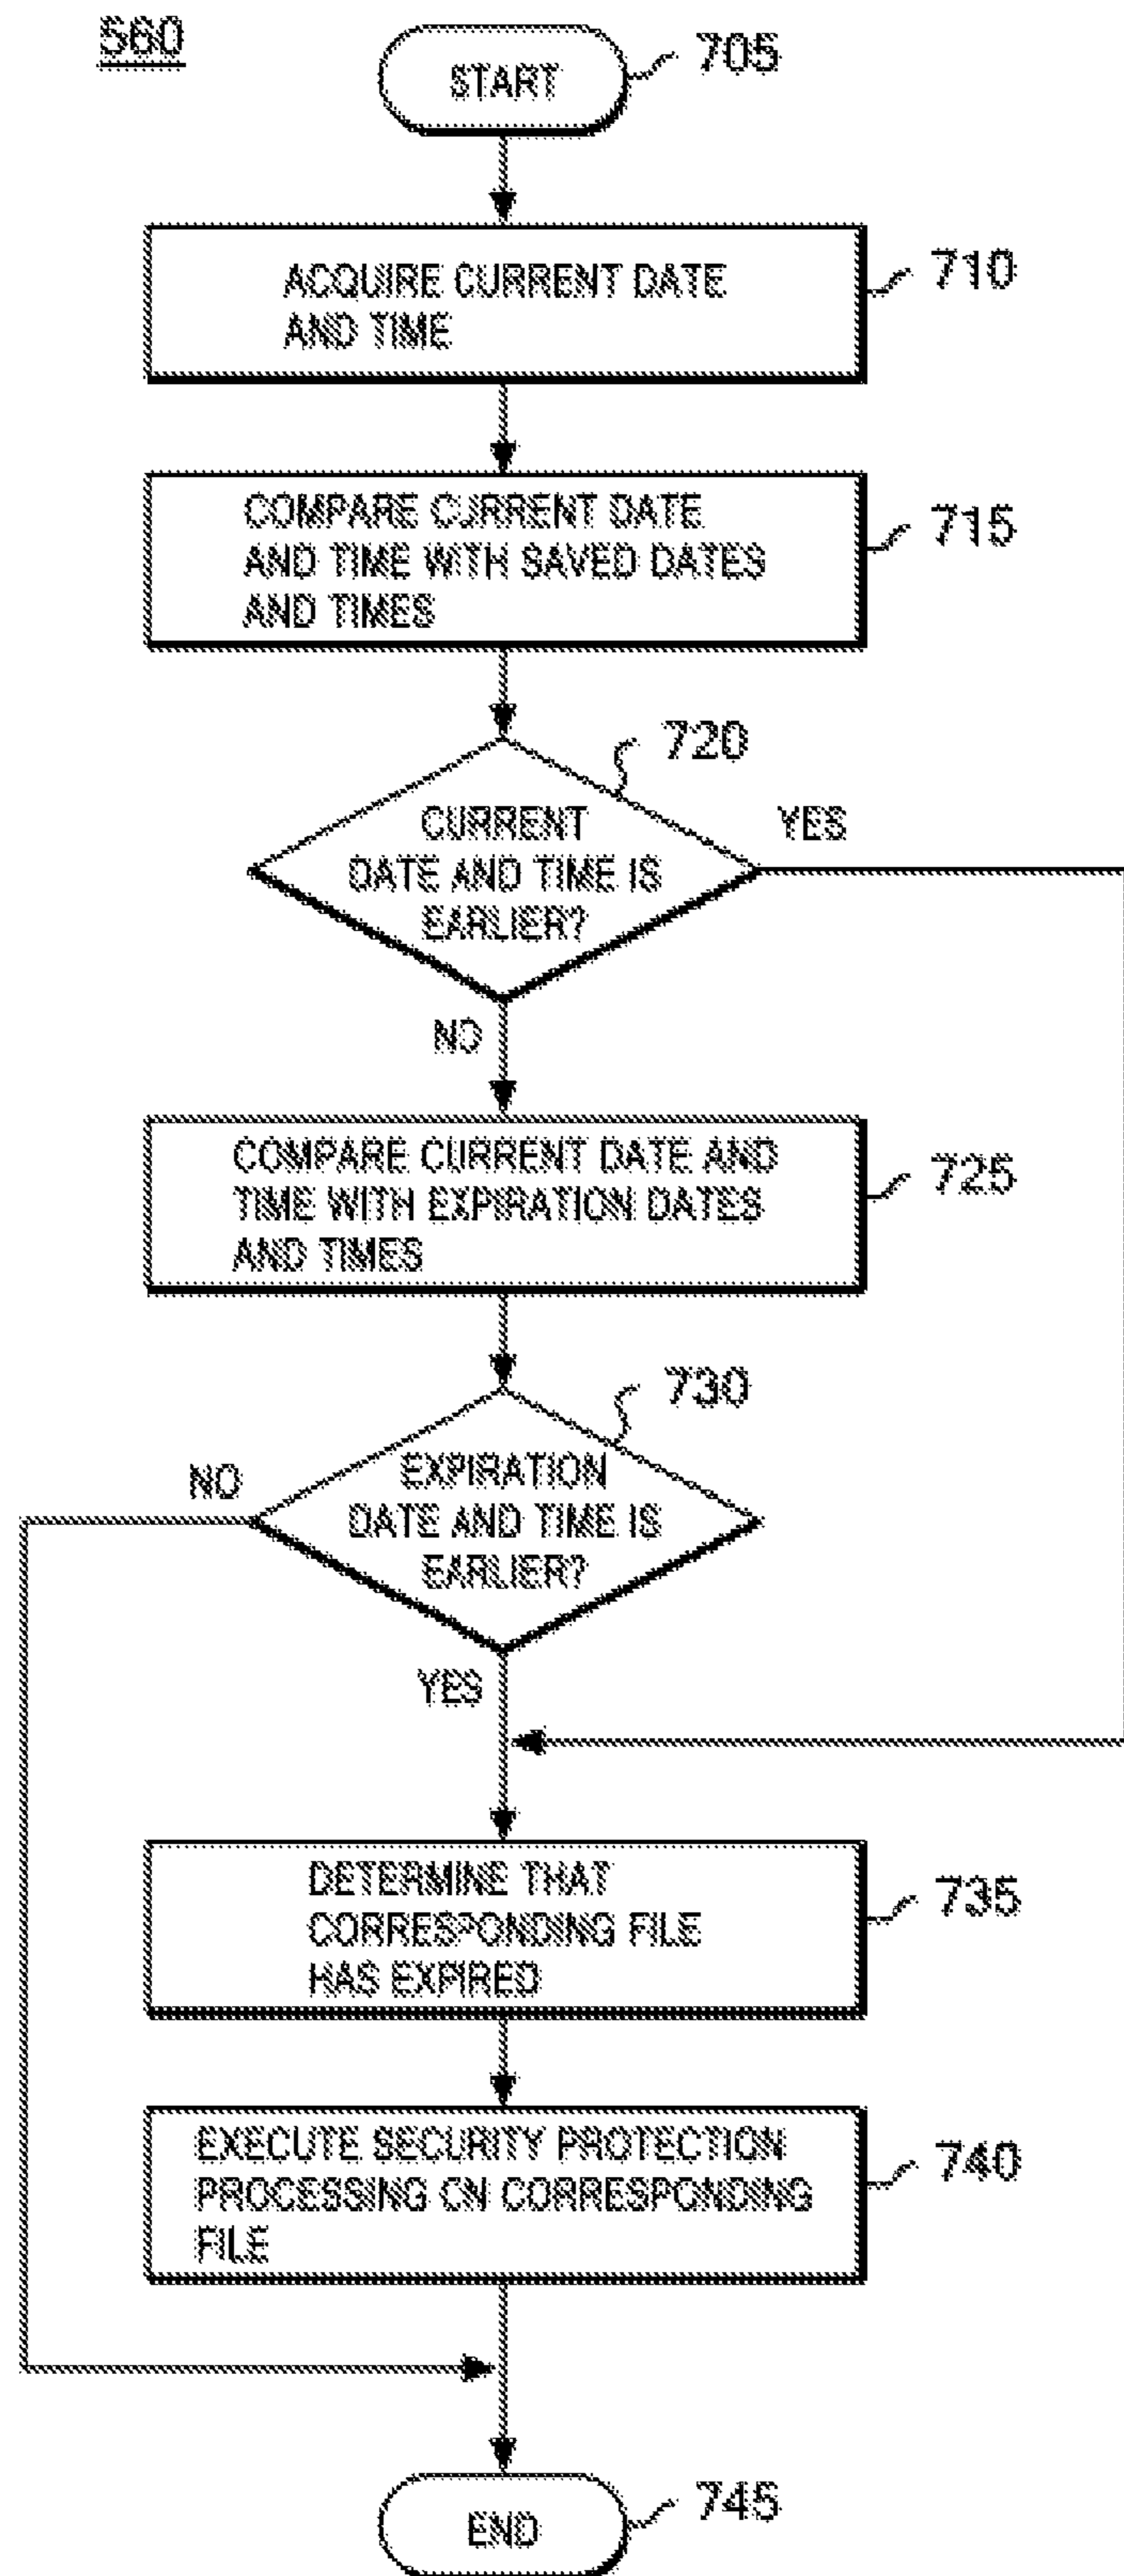 560
START
705
ACQUIRE CURRENT DATE
AND TIME
710
COMPARE CURRENT DATE
AND TIME WITH SAVED DATES
AND TIMES
715
720
CURRENT
DATE AND TIME IS
EARLIER?
YES
NO
COMPARE CURRENT DATE AND
TIME WITH EXPIRATION DATES
AND TIMES
725
730
EXPIRATION
DATE AND TIME IS
EARLIER?
NO
YES
DETERMINE THAT
CORRESPONDING FILE
HAS EXPIRED
735
EXECUTE SECURITY PROTECTION
PROCESSING ON CORRESPONDING
FILE
740
END
745